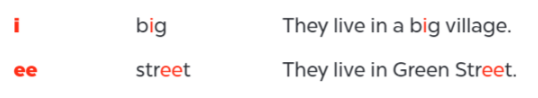 i big They live in a big village.
ee street They live in Green Street.